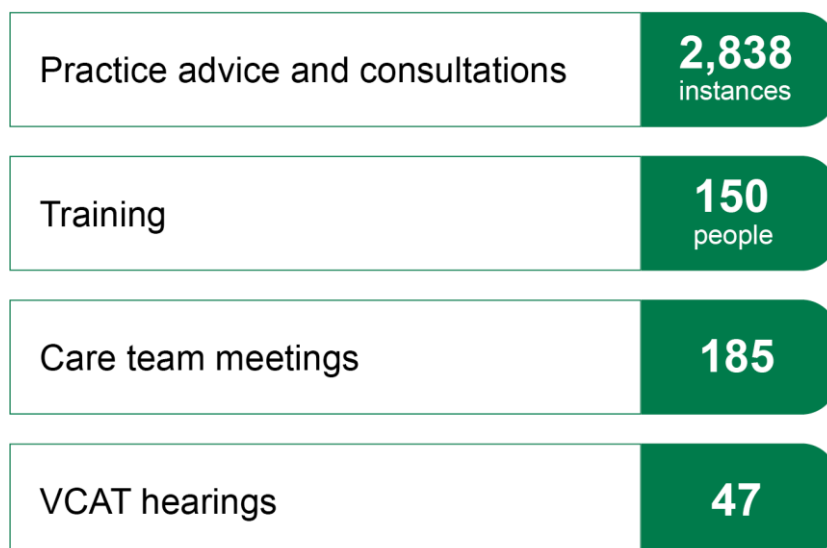 Practice advice and consultations
2,838
instances
Training
150
people
Care team meetings
185
VCAT hearings
47